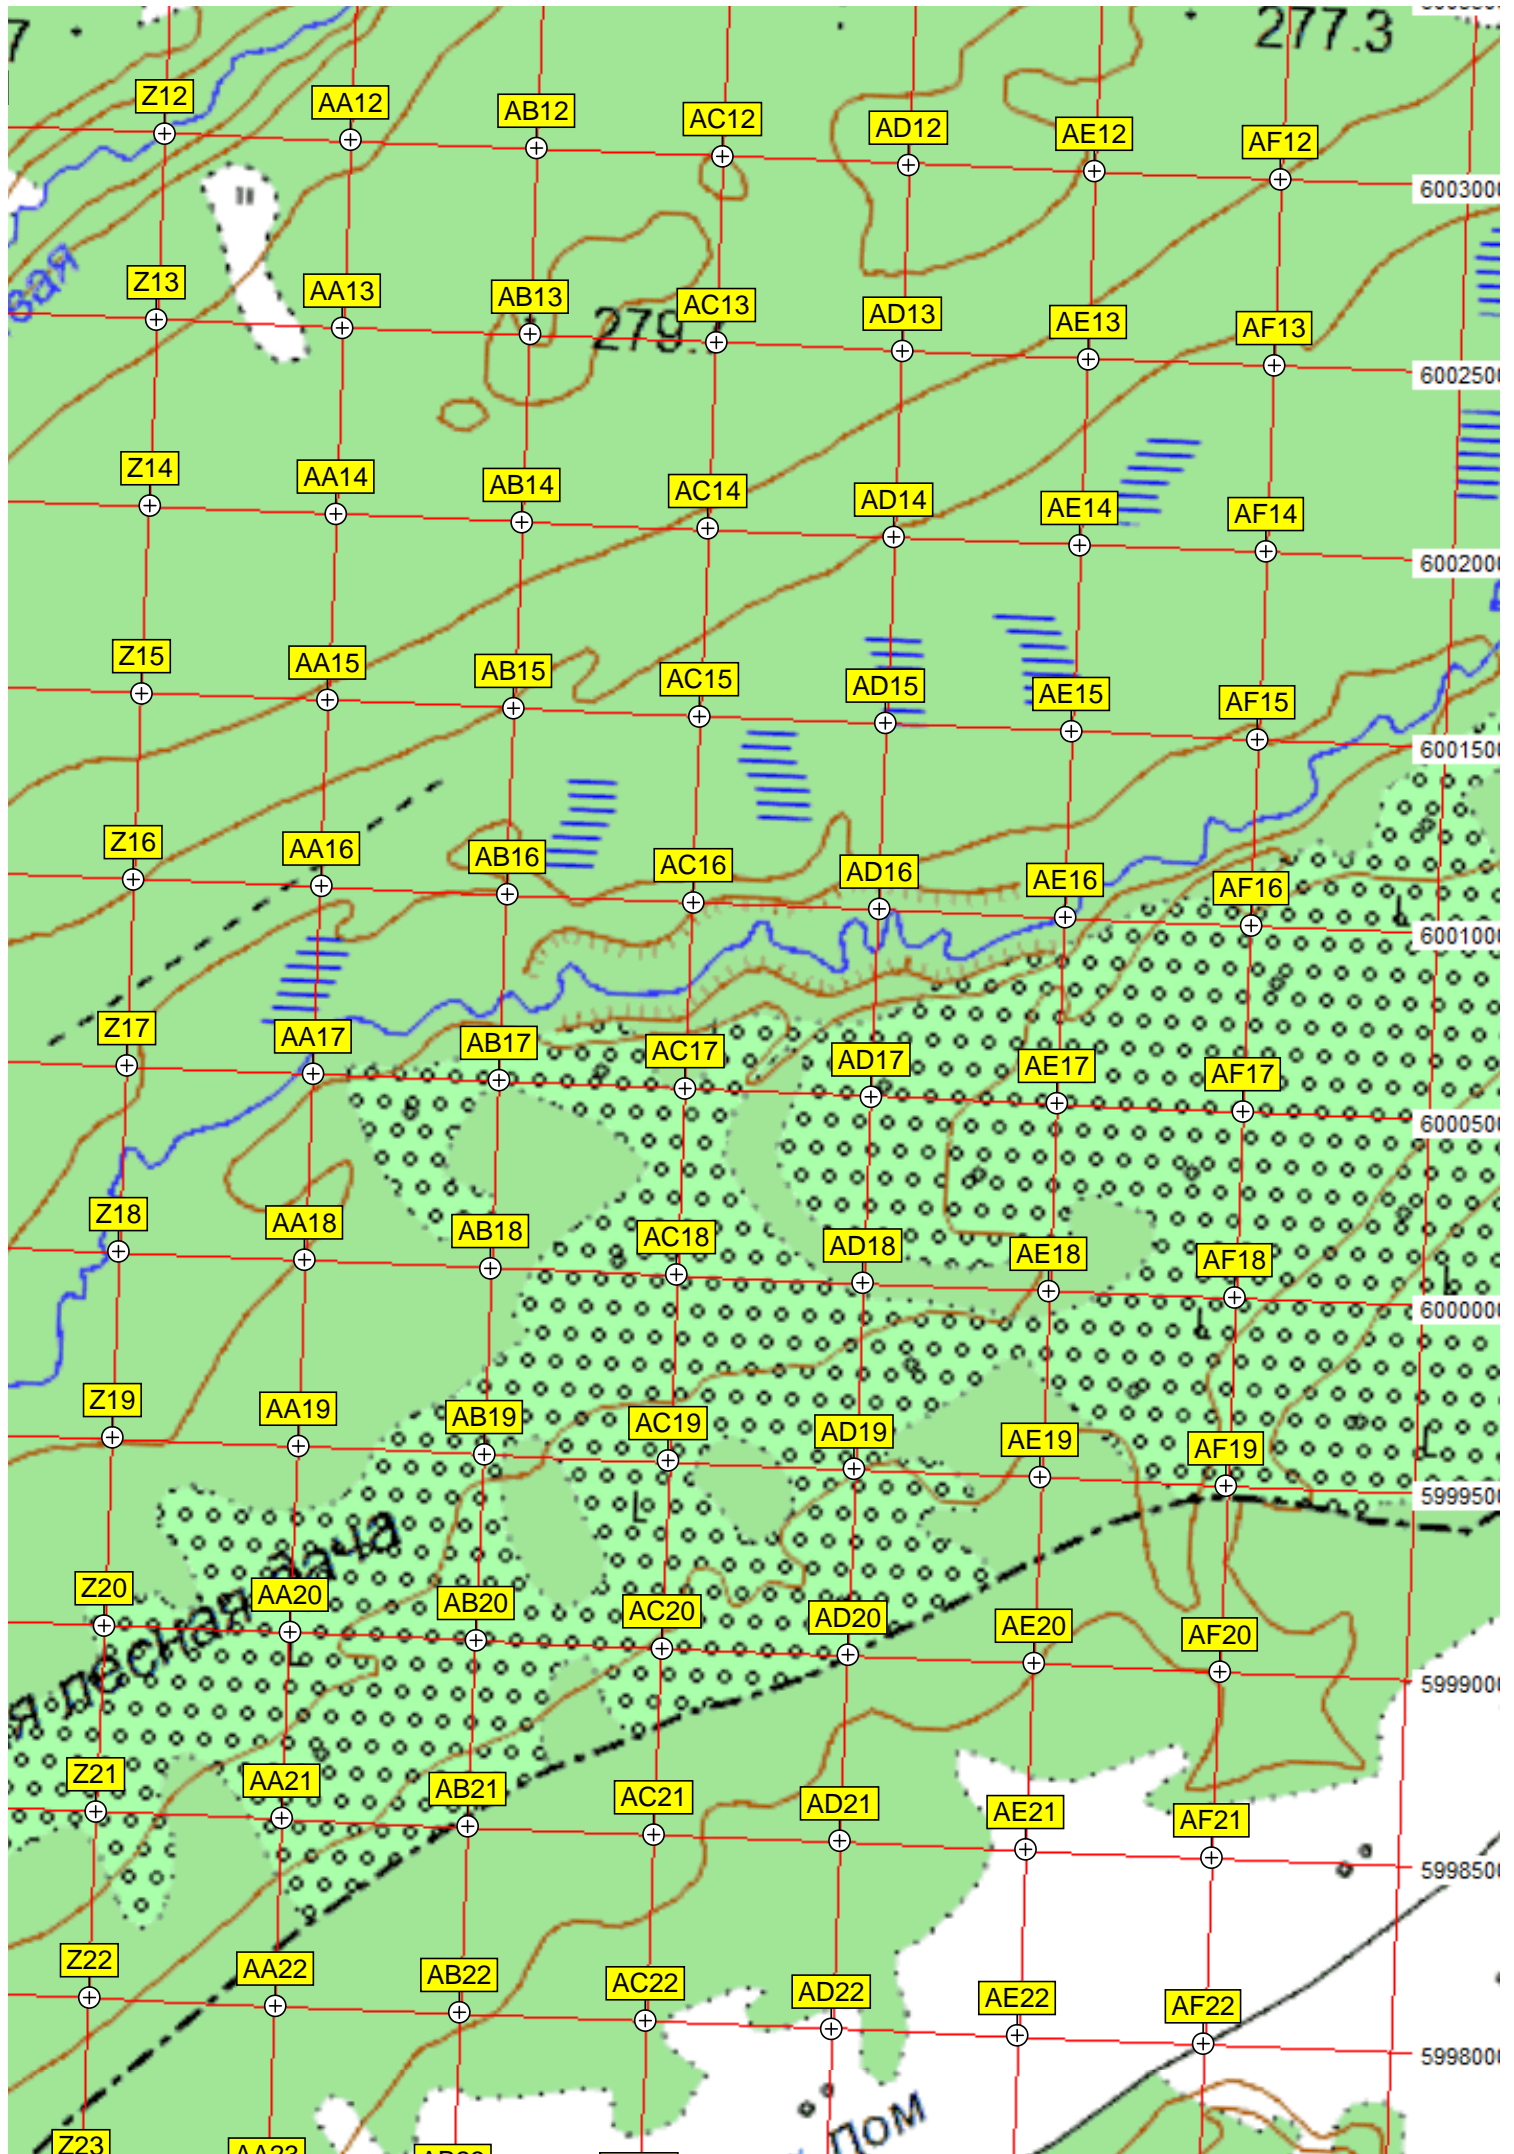 7
277.3
Z12 AA12 AB12 AC12 AD12 AE12 AF12
вая
279.
Z13 AA13 AB13 AC13 AD13 AE13 AF13
Z14 AA14 AB14 AC14 AD14 AE14 AF14
Z15 AA15 AB15 AC15 AD15 AE15 AF15
Z16 AA16 AB16 AC16 AD16 AE16 AF16
Z17 AA17 AB17 AC17 AD17 AE17 AF17
Z18 AA18 AB18 AC18 AD18 AE18 AF18
Z19 AA19 AB19 AC19 AD19 AE19 AF19
я лесная дача
Z20 AA20 AB20 AC20 AD20 AE20 AF20
Z21 AA21 AB21 AC21 AD21 AE21 AF21
Z22 AA22 AB22 AC22 AD22 AE22 AF22
Дом
Z23 AA23
6003000
6002500
6002000
6001500
6001000
6000500
6000000
5999500
5999000
5998500
5998000